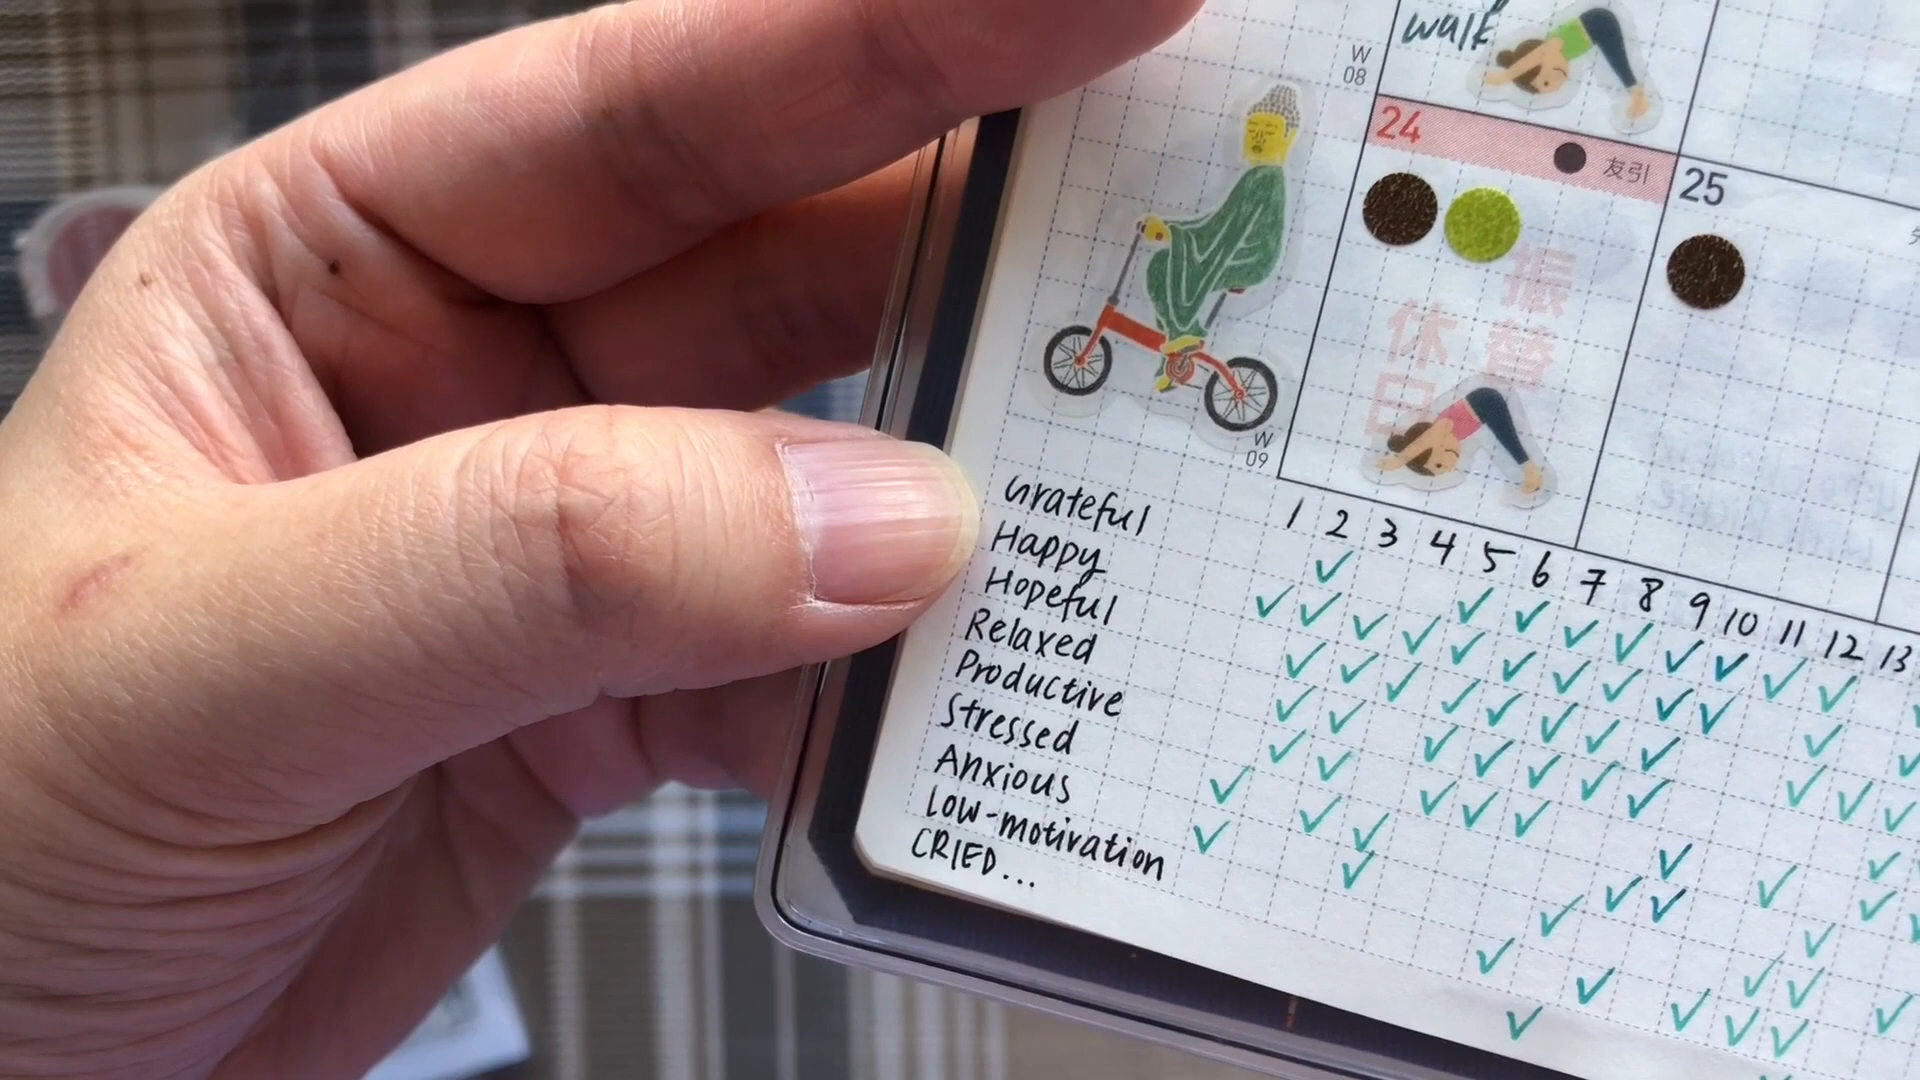 walk
W
08
24 友引
25
振
替
休
日
W
09
1 2 3 4 5 6 7 8 9 10 11 12 13
Grateful
Happy
Hopeful
Relaxed
Productive
Stressed
Anxious
Low-motivation
CRIED...